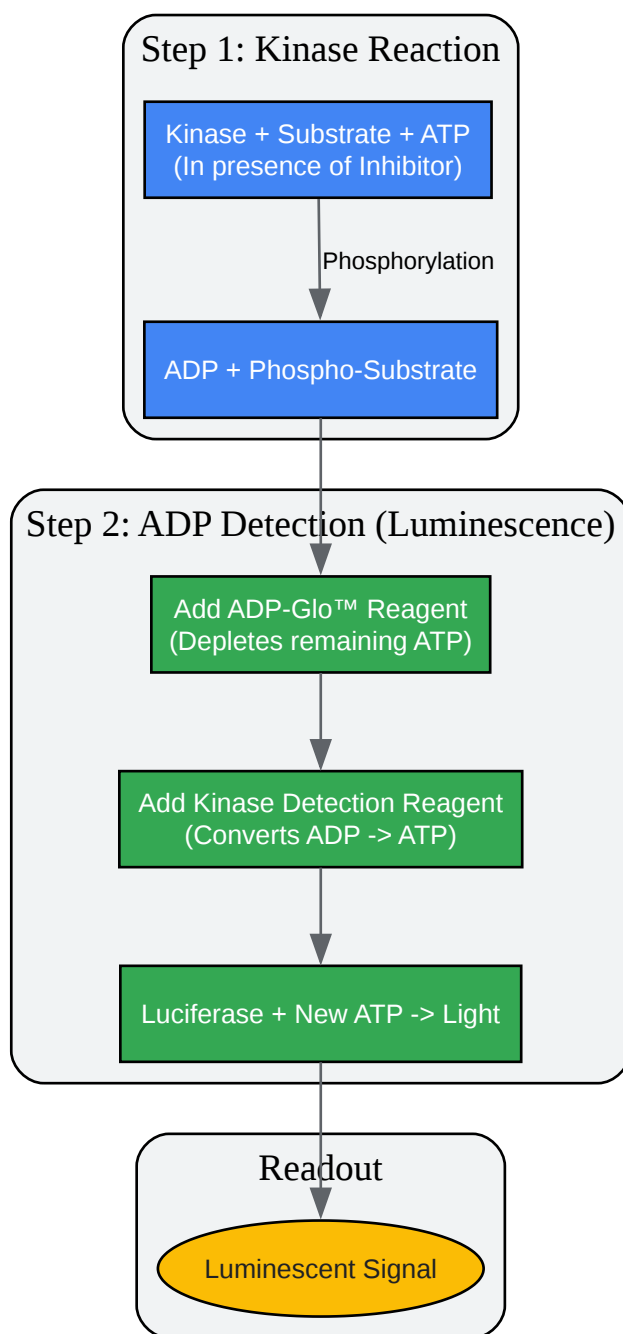 Step 1: Kinase Reaction
Kinase + Substrate + ATP
(In presence of Inhibitor)
Phosphorylation
ADP + Phospho-Substrate
Step 2: ADP Detection (Luminescence)
Add ADP-Glo™ Reagent
(Depletes remaining ATP)
Add Kinase Detection Reagent
(Converts ADP -> ATP)
Luciferase + New ATP -> Light
Readout
Luminescent Signal